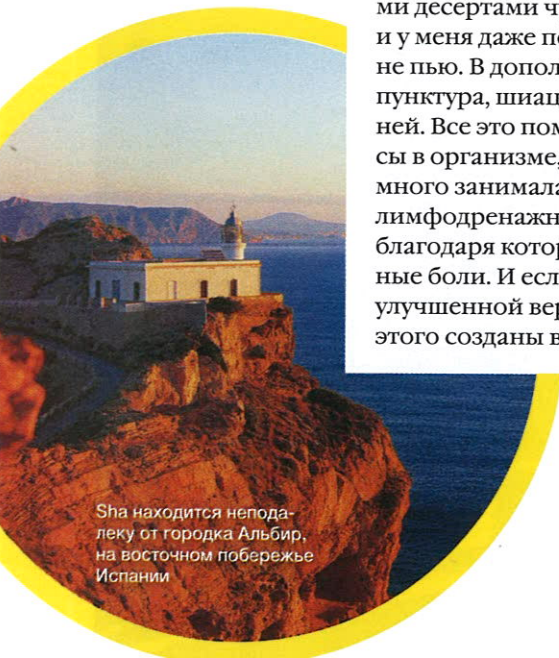 ми десертами ч
и у меня даже по
не пью. В допол
пунктура, шиац
ней. Все это пом
сы в организме,
много занимала
лимфодренажн
благодаря котор
ные боли. И есл
улучшенной вер
этого созданы в
Sha находится непода-
леку от городка Альбир,
на восточном побережье
Испании